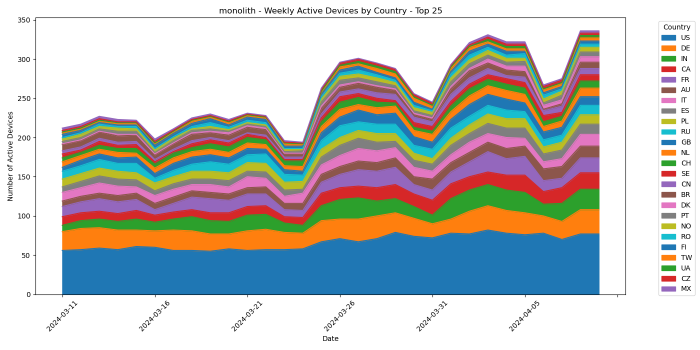 monolith - Weekly Active Devices by Country - Top 25
Number of Active Devices
350
300
250
200
150
100
50
0
2024-03-11
2024-03-16
2024-03-21
2024-03-26
2024-03-31
2024-04-05
Date
Country
US
DE
IN
CA
FR
AU
IT
ES
PL
RU
GB
NL
CH
SE
CN
BR
DK
PT
NO
RO
FI
TW
UA
CZ
MX